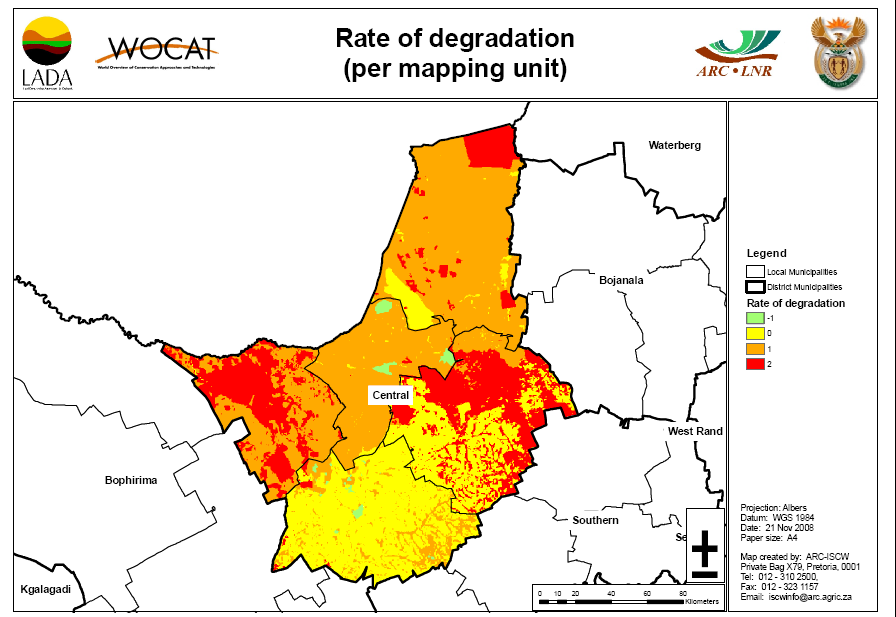 LADA
WOCAT
World Overview of Conservation Approaches and Technologies
Rate of degradation
(per mapping unit)
ARC • LNR
Waterberg
Bojanala
Central
West Rand
Bophirima
Southern
Se
Kgalagadi
0 10 20 40 60 80
Kilometers
Legend
Local Municipalities
District Municipalities
Rate of degradation
-1
0
1
2
Projection: Albers
Datum: WGS 1984
Date: 21 Nov 2008
Paper size: A4
Map created by: ARC-ISCW
Private Bag X79, Pretoria, 0001
Tel: 012 - 310 2500,
Fax: 012 - 323 1157
Email: iscwinfo@arc.agric.za